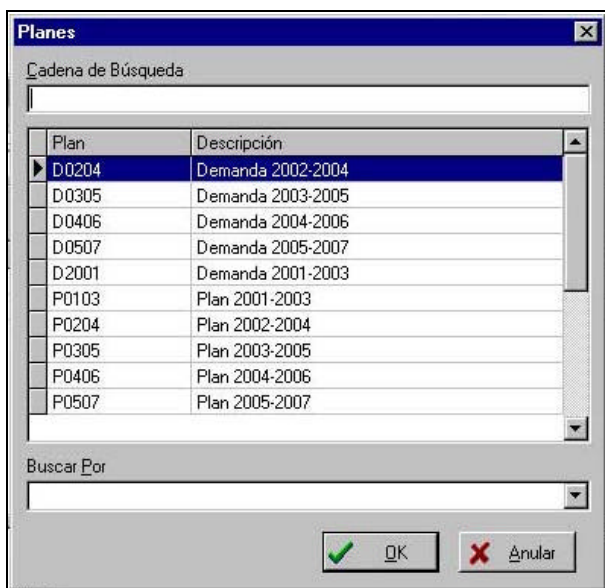 Planes
Cadena de Búsqueda
Plan Descripción
D0204 Demanda 2002-2004
D0305 Demanda 2003-2005
D0406 Demanda 2004-2006
D0507 Demanda 2005-2007
D2001 Demanda 2001-2003
P0103 Plan 2001-2003
P0204 Plan 2002-2004
P0305 Plan 2003-2005
P0406 Plan 2004-2006
P0507 Plan 2005-2007
Buscar Por
OK Anular